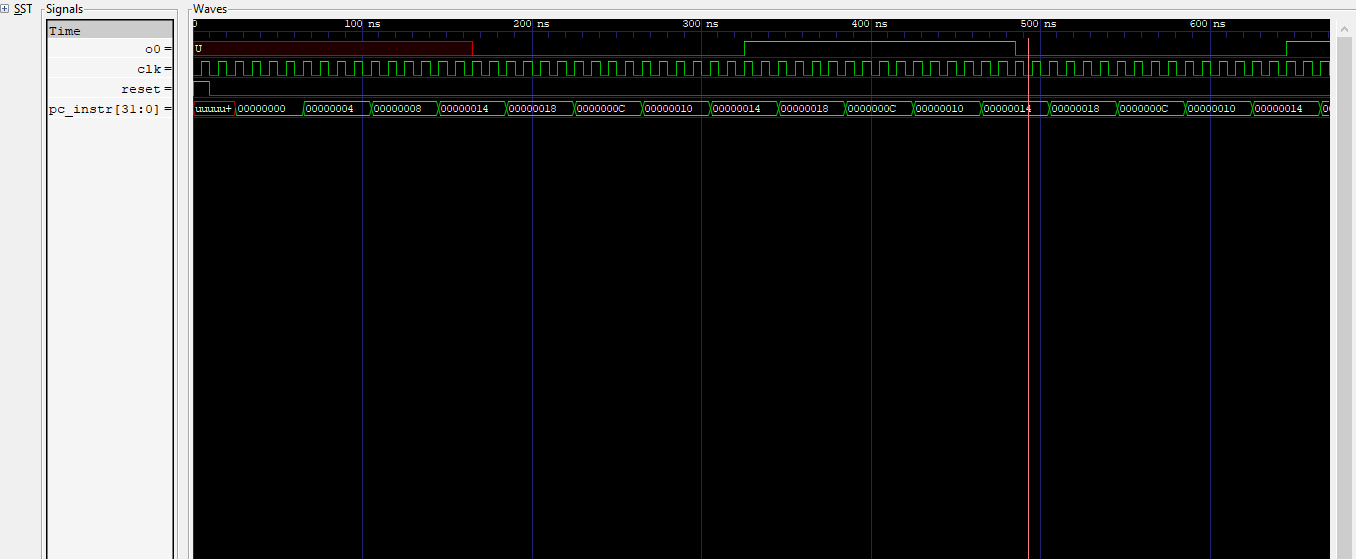 SST
Signals
Waves
Time
0
100 ns
200 ns
300 ns
400 ns
500 ns
600 ns
o0 =
U
clk =
reset =
pc_instr[31:0] =
uuuuu+ 00000000 00000004 00000008 00000014 00000018 0000000C 00000010 00000014 00000018 0000000C 00000010 00000014 00000018 0000000C 00000010 00000014